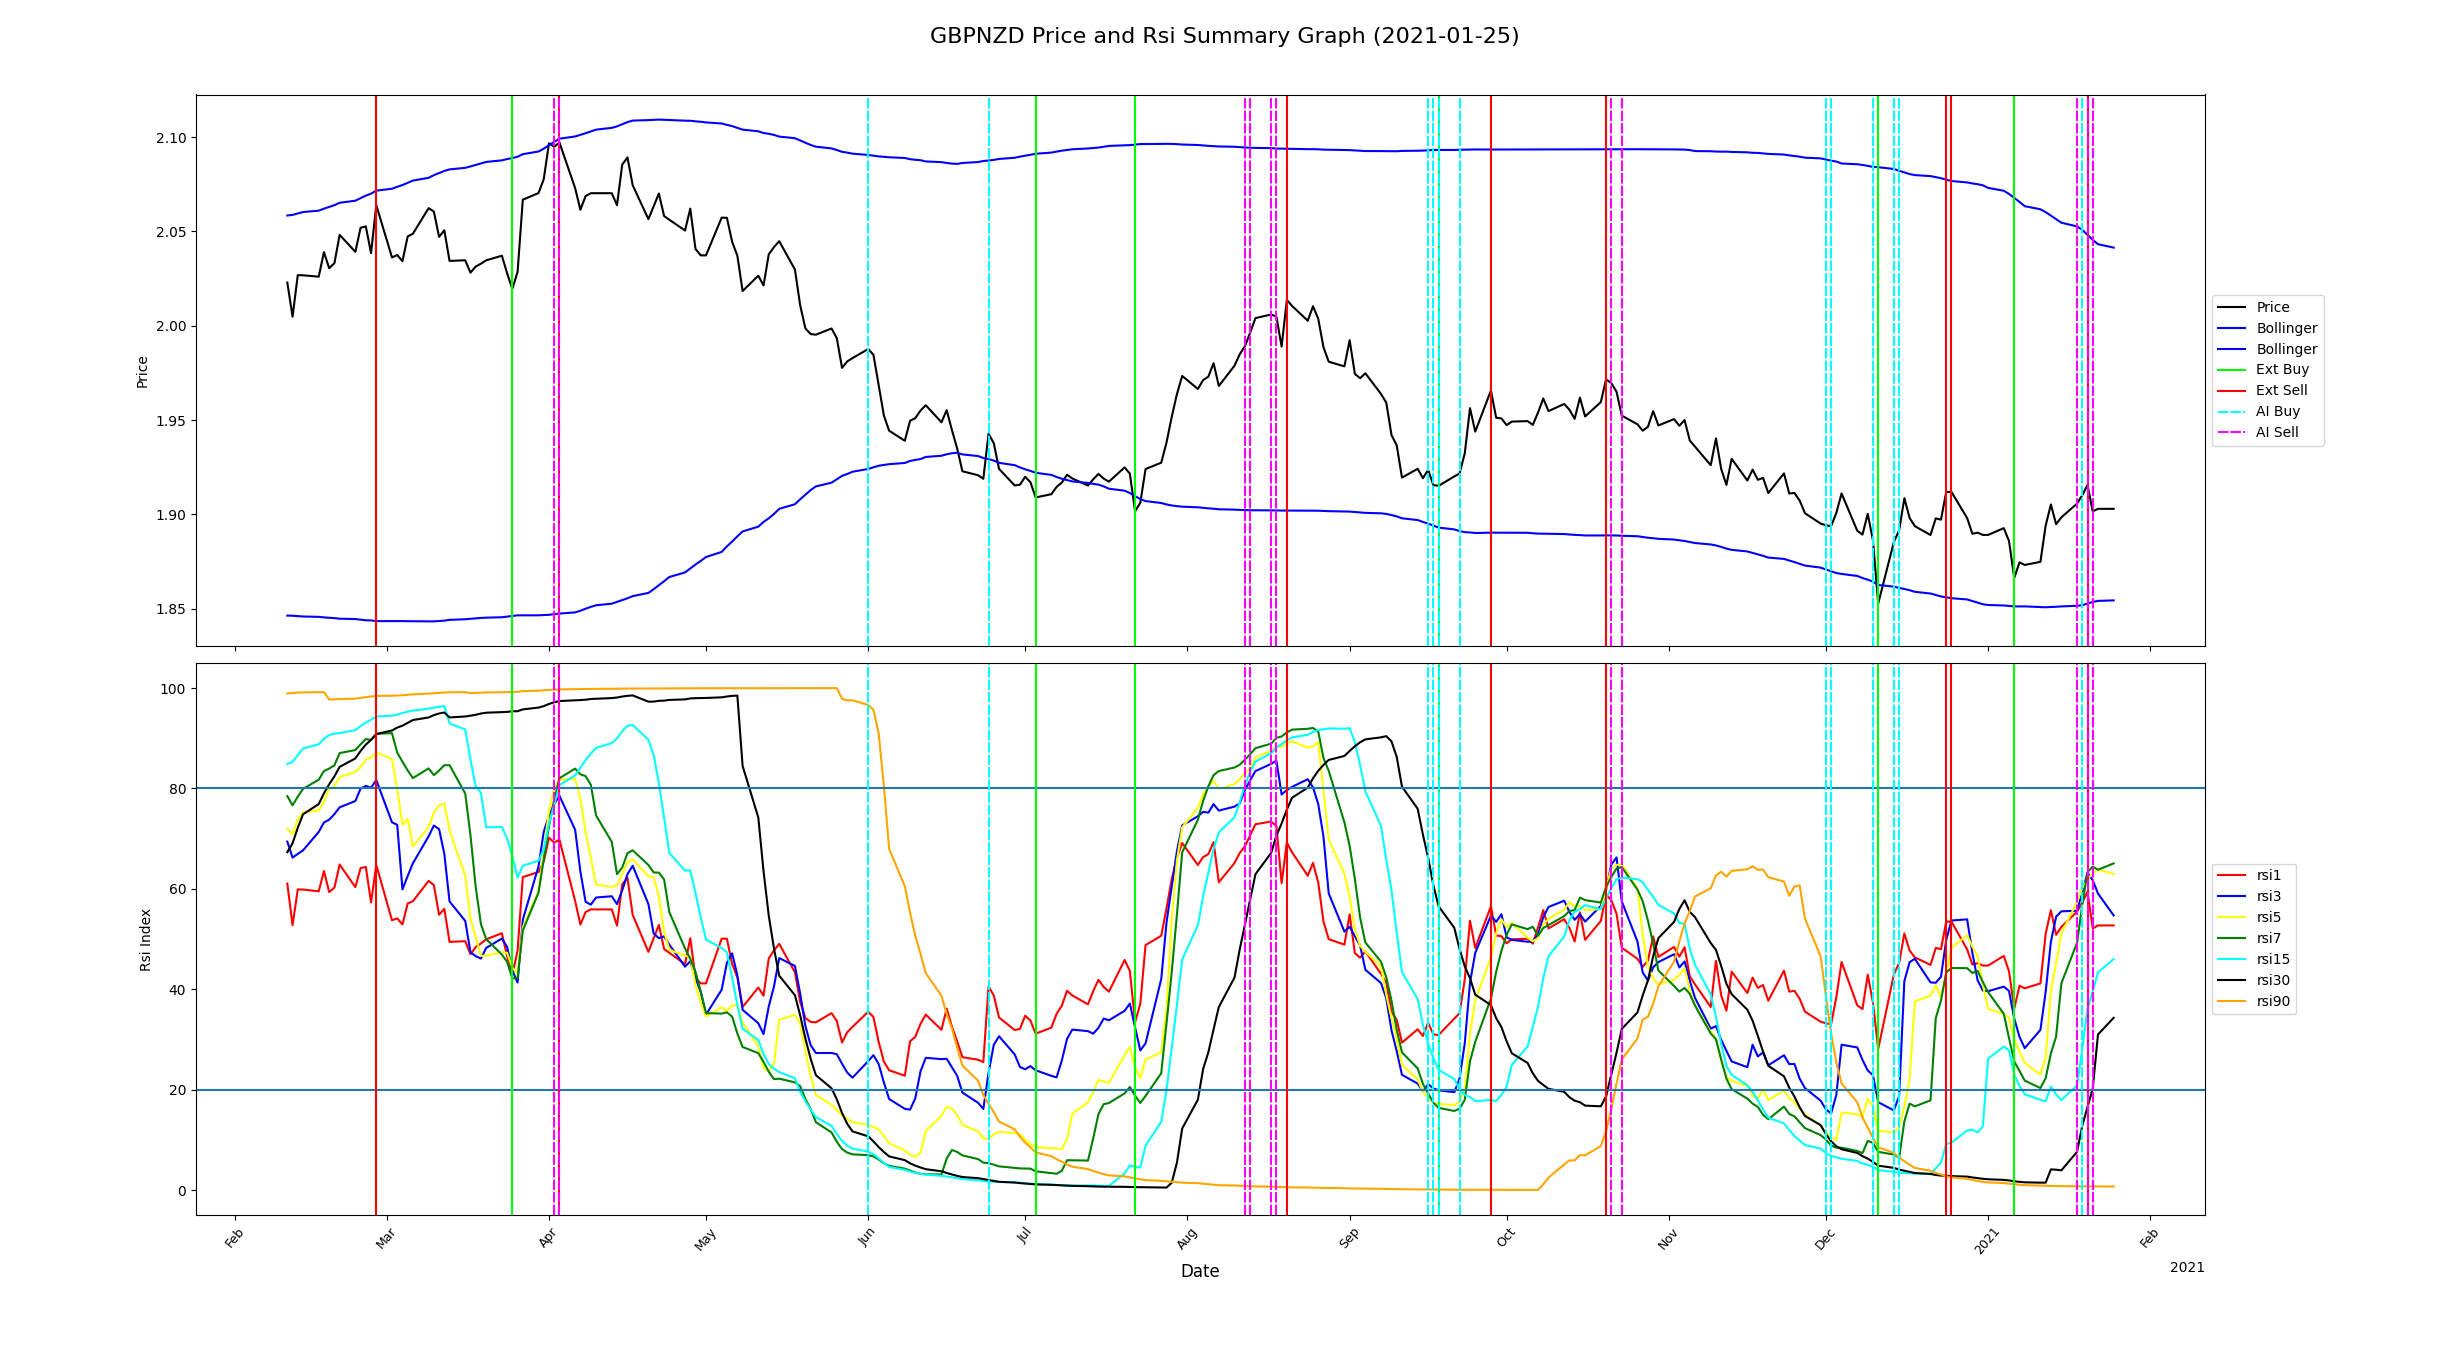 GBPNZD Price and Rsi Summary Graph (2021-01-25)
Price
2.10
2.05
2.00
1.95
1.90
1.85
Price
Bollinger
Bollinger
Ext Buy
Ext Sell
AI Buy
AI Sell
Rsi Index
100
80
60
40
20
0
rsi1
rsi3
rsi5
rsi7
rsi15
rsi30
rsi90
Feb
Mar
Apr
May
Jun
Jul
Aug
Sep
Oct
Nov
Dec
2021
Feb
Date
2021